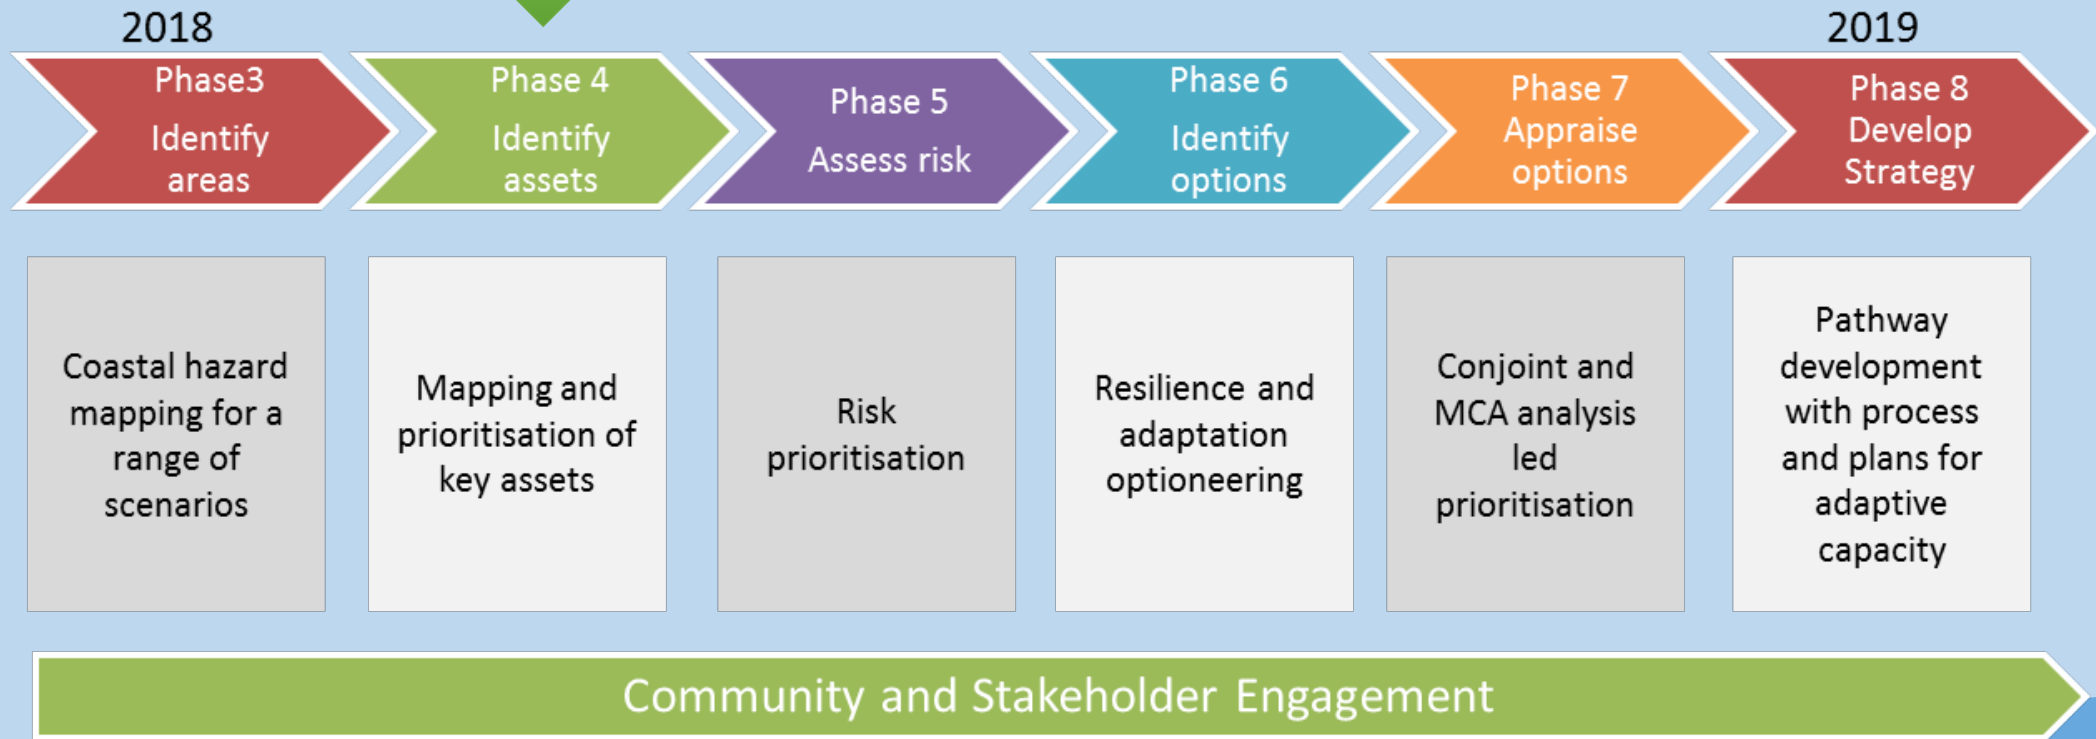 2018
2019
Phase3
Identify
areas
Phase 4
Identify
assets
Phase 5
Assess risk
Phase 6
Identify
options
Phase 7
Appraise
options
Phase 8
Develop
Strategy
Coastal hazard
mapping for a
range of
scenarios
Mapping and
prioritisation of
key assets
Risk
prioritisation
Resilience and
adaptation
optioneering
Conjoint and
MCA analysis
led
prioritisation
Pathway
development
with process
and plans for
adaptive
capacity
Community and Stakeholder Engagement